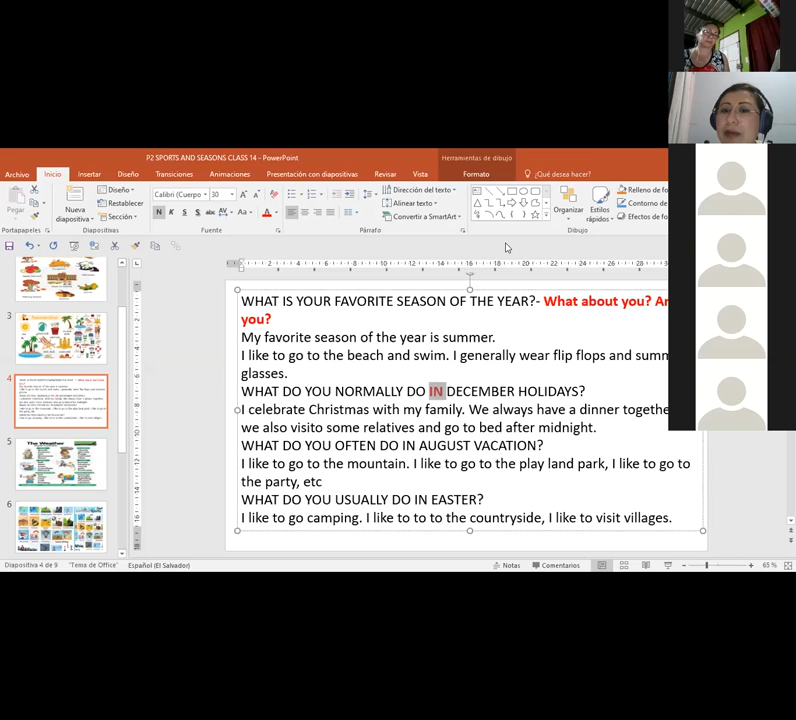 P2 SPORTS AND SEASONS CLASS 14 - PowerPoint
Herramientas de dibujo
Archivo Inicio Insertar Diseño Transiciones Animaciones Presentación con diapositivas Revisar Vista Formato ¿Qué desea hacer?
Pegar
Nueva diapositiva
Diseño
Restablecer
Sección
Calibri (Cuerpo 30
N K S S abc AV Aa A
Dirección del texto
Alinear texto
Convertir a SmartArt
Organizar
Estilos rápidos
Relleno de fo
Contorno de
Efectos de fo
Portapapeles Diapositivas Fuente Párrafo Dibujo
WHAT IS YOUR FAVORITE SEASON OF THE YEAR?- What about you? An
you?
My favorite season of the year is summer.
I like to go to the beach and swim. I generally wear flip flops and summ
glasses.
WHAT DO YOU NORMALLY DO IN DECEMBER HOLIDAYS?
I celebrate Christmas with my family. We always have a dinner togethe
we also visito some relatives and go to bed after midnight.
WHAT DO YOU OFTEN DO IN AUGUST VACATION?
I like to go to the mountain. I like to go to the play land park, I like to go to
the party, etc
WHAT DO YOU USUALLY DO IN EASTER?
I like to go camping. I like to to to the countryside, I like to visit villages.
3
4
5
The Weather
6
Diapositiva 4 de 9 "Tema de Office" Español (El Salvador) Notas Comentarios 65 %